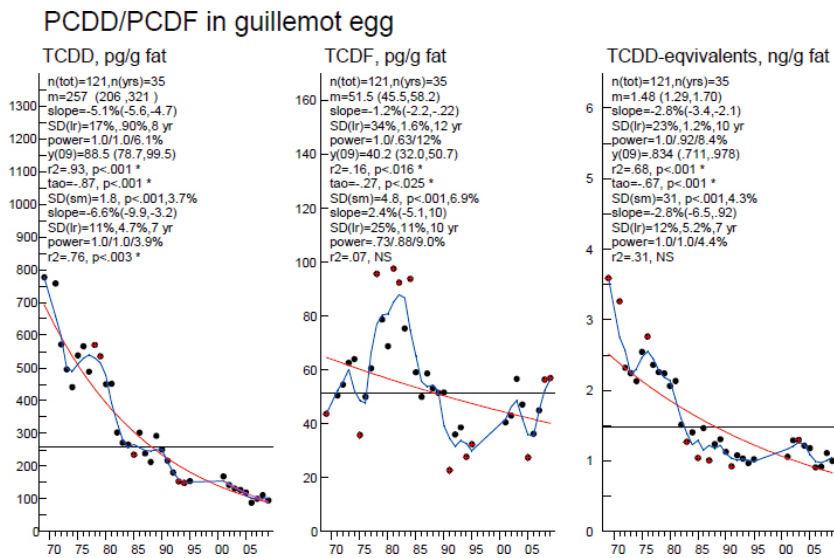 PCDD/PCDF in guillemot egg
TCDD, pg/g fat
n(tot)=121,n(yrs)=35
m=257 (206 ,321 )
slope=-5.1%(-5.6, -4.7)
SD(lr)=17%,.90%,8 yr
power=1.0/1.0/6.1%
y(09)=88.5 (78.7,99.5)
r2=.93, p<.001 *
tao=-.87, p<.001 *
SD(sm)=1.8, p<.001,3.7%
slope=-6.6%(-9.9,-3.2)
SD(lr)=11%,4.7%,7 yr
power=1.0/1.0/3.9%
r2=.76, p<.003 *
1300
1200
1100
1000
900
800
700
600
500
400
300
200
100
0
70 75 80 85 90 95 00 05
TCDF, pg/g fat
n(tot)=121,n(yrs)=35
m=51.5 (45.5,58.2)
slope=-1.2%(-2.2,-.22)
SD(lr)=34%,1.6%,12 yr
power=1.0/.63/12%
y(09)=40.2 (32.0,50.7)
r2=.16, p<.016 *
tao=-.27, p<.025 *
SD(sm)=4.8, p<.001,6.9%
slope=2.4%(-5.1,10)
SD(lr)=25%,11%,10 yr
power=.73/.88/9.0%
r2=.07, NS
160
140
120
100
80
60
40
20
0
70 75 80 85 90 95 00 05
TCDD-eqvivalents, ng/g fat
n(tot)=121,n(yrs)=35
m=1.48 (1.29,1.70)
slope=-2.8%(-3.4,-2.1)
SD(lr)=23%,1.2%,10 yr
power=1.0/.92/8.4%
y(09)=.834 (.711,.978)
r2=.68, p<.001 *
tao=-.67, p<.001 *
SD(sm)=31, p<.001,4.3%
slope=-2.8%(-6.5,.92)
SD(lr)=12%,5.2%,7 yr
power=1.0/1.0/4.4%
r2=.31, NS
6
5
4
3
2
1
0
70 75 80 85 90 95 00 05